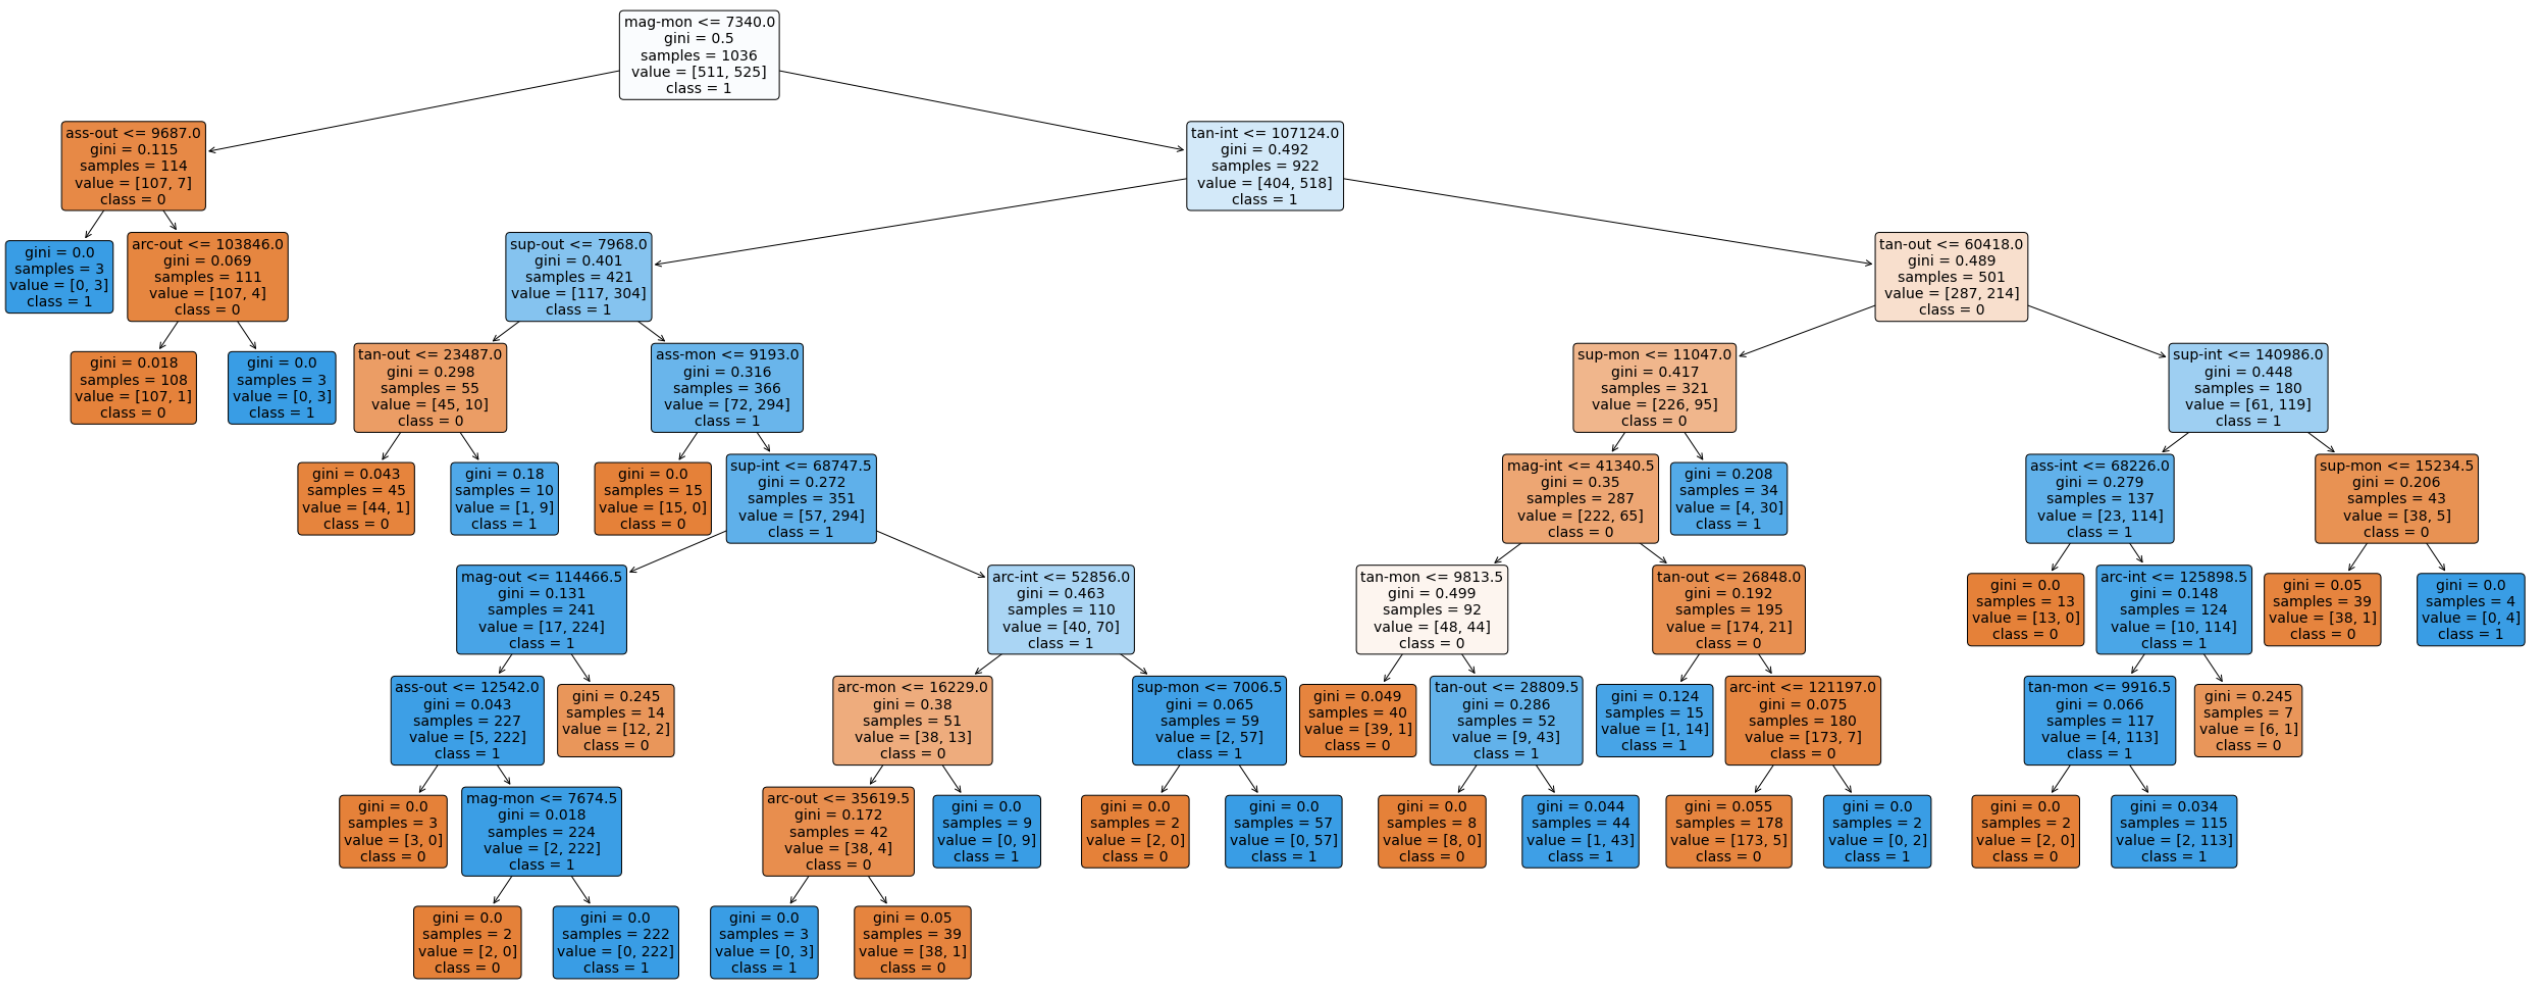 mag-mon <= 7340.0
gini = 0.5
samples = 1036
value = [511, 525]
class = 1
ass-out <= 9687.0
gini = 0.115
samples = 114
value = [107, 7]
class = 0
tan-int <= 107124.0
gini = 0.492
samples = 922
value = [404, 518]
class = 1
gini = 0.0
samples = 3
value = [0, 3]
class = 1
arc-out <= 103846.0
gini = 0.069
samples = 111
value = [107, 4]
class = 0
sup-out <= 7968.0
gini = 0.401
samples = 421
value = [117, 304]
class = 1
tan-out <= 60418.0
gini = 0.489
samples = 501
value = [287, 214]
class = 0
gini = 0.018
samples = 108
value = [107, 1]
class = 0
gini = 0.0
samples = 3
value = [0, 3]
class = 1
tan-out <= 23487.0
gini = 0.298
samples = 55
value = [45, 10]
class = 0
ass-mon <= 9193.0
gini = 0.316
samples = 366
value = [72, 294]
class = 1
sup-mon <= 11047.0
gini = 0.417
samples = 321
value = [226, 95]
class = 0
sup-int <= 140986.0
gini = 0.448
samples = 180
value = [61, 119]
class = 1
gini = 0.043
samples = 45
value = [44, 1]
class = 0
gini = 0.18
samples = 10
value = [1, 9]
class = 1
gini = 0.0
samples = 15
value = [15, 0]
class = 0
sup-int <= 68747.5
gini = 0.272
samples = 351
value = [57, 294]
class = 1
mag-int <= 41340.5
gini = 0.35
samples = 287
value = [222, 65]
class = 0
gini = 0.208
samples = 34
value = [4, 30]
class = 1
ass-int <= 68226.0
gini = 0.279
samples = 137
value = [23, 114]
class = 1
sup-mon <= 15234.5
gini = 0.206
samples = 43
value = [38, 5]
class = 0
mag-out <= 114466.5
gini = 0.131
samples = 241
value = [17, 224]
class = 1
arc-int <= 52856.0
gini = 0.463
samples = 110
value = [40, 70]
class = 1
tan-mon <= 9813.5
gini = 0.499
samples = 92
value = [48, 44]
class = 0
tan-out <= 26848.0
gini = 0.192
samples = 195
value = [174, 21]
class = 0
gini = 0.0
samples = 13
value = [13, 0]
class = 0
arc-int <= 125898.5
gini = 0.148
samples = 124
value = [10, 114]
class = 1
gini = 0.05
samples = 39
value = [38, 1]
class = 0
gini = 0.0
samples = 4
value = [0, 4]
class = 1
ass-out <= 12542.0
gini = 0.043
samples = 227
value = [5, 222]
class = 1
gini = 0.245
samples = 14
value = [12, 2]
class = 0
arc-mon <= 16229.0
gini = 0.38
samples = 51
value = [38, 13]
class = 0
sup-mon <= 7006.5
gini = 0.065
samples = 59
value = [2, 57]
class = 1
gini = 0.049
samples = 40
value = [39, 1]
class = 0
tan-out <= 28809.5
gini = 0.286
samples = 52
value = [9, 43]
class = 1
gini = 0.124
samples = 15
value = [1, 14]
class = 1
arc-int <= 121197.0
gini = 0.075
samples = 180
value = [173, 7]
class = 0
tan-mon <= 9916.5
gini = 0.066
samples = 117
value = [4, 113]
class = 1
gini = 0.245
samples = 7
value = [6, 1]
class = 0
gini = 0.0
samples = 3
value = [3, 0]
class = 0
mag-mon <= 7674.5
gini = 0.018
samples = 224
value = [2, 222]
class = 1
arc-out <= 35619.5
gini = 0.172
samples = 42
value = [38, 4]
class = 0
gini = 0.0
samples = 9
value = [0, 9]
class = 1
gini = 0.0
samples = 2
value = [2, 0]
class = 0
gini = 0.0
samples = 57
value = [0, 57]
class = 1
gini = 0.0
samples = 8
value = [8, 0]
class = 0
gini = 0.044
samples = 44
value = [1, 43]
class = 1
gini = 0.055
samples = 178
value = [173, 5]
class = 0
gini = 0.0
samples = 2
value = [0, 2]
class = 1
gini = 0.0
samples = 2
value = [2, 0]
class = 0
gini = 0.034
samples = 115
value = [2, 113]
class = 1
gini = 0.0
samples = 2
value = [2, 0]
class = 0
gini = 0.0
samples = 222
value = [0, 222]
class = 1
gini = 0.0
samples = 3
value = [0, 3]
class = 1
gini = 0.05
samples = 39
value = [38, 1]
class = 0